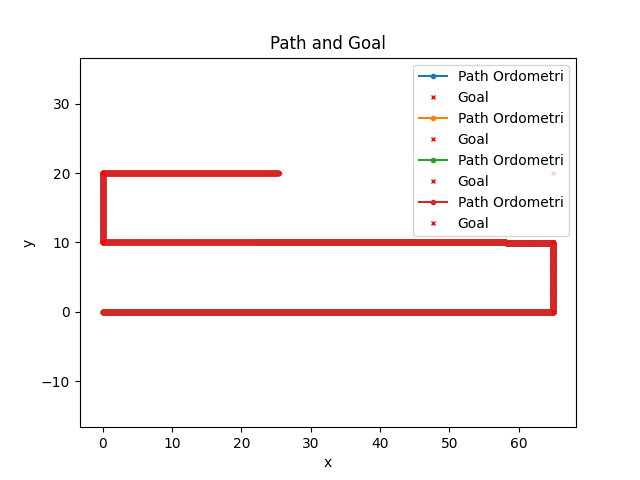 Path and Goal
Path Ordometri
Goal
Path Ordometri
Goal
Path Ordometri
Goal
Path Ordometri
Goal
30
20
10
0
−10
y
0
10
20
30
40
50
60
x